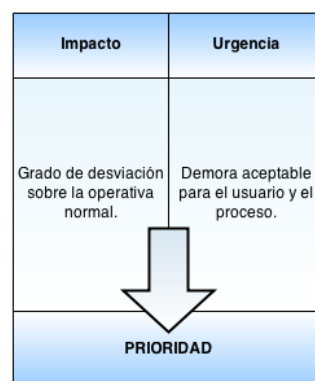 Impacto
Urgencia
Grado de desviación
sobre la operativa
normal.
Demora aceptable
para el usuario y el
proceso.
PRIORIDAD